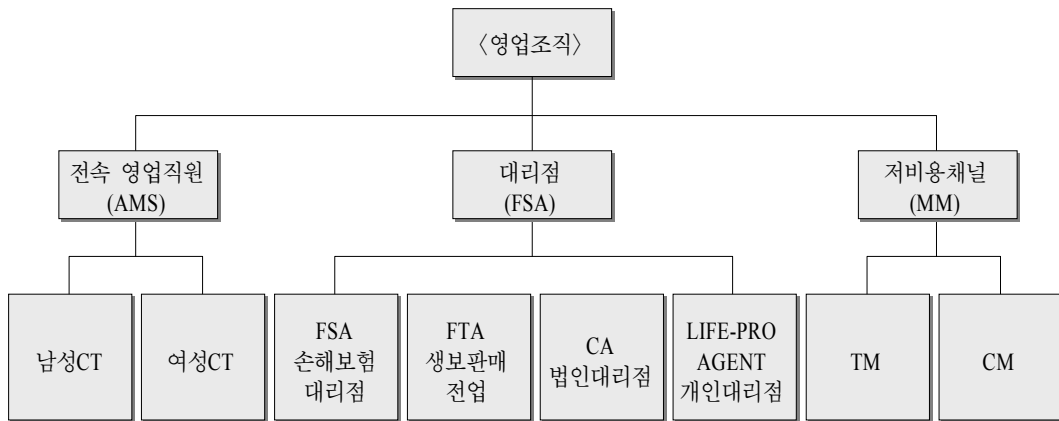 〈영업조직〉
전속 영업직원
(AMS)
대리점
(FSA)
저비용채널
(MM)
남성CT
여성CT
FSA
손해보험
대리점
FTA
생보판매
전업
CA
법인대리점
LIFE-PRO
AGENT
개인대리점
TM
CM